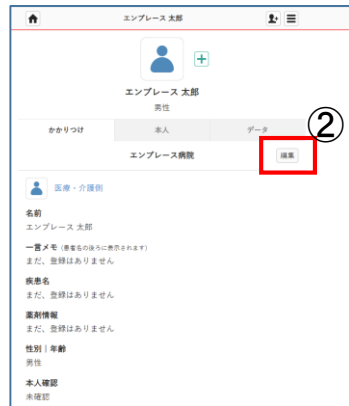 エンブレース 太郎
エンブレース 太郎
男性
かかりつけ 本人 データ
②
エンブレース病院 編集
医療・介護側
名前
エンブレース 太郎
一言メモ (患者名の後ろに表示されます)
まだ、登録はありません
疾患名
まだ、登録はありません
薬剤情報
まだ、登録はありません
性別｜年齢
男性
本人確認
未確認